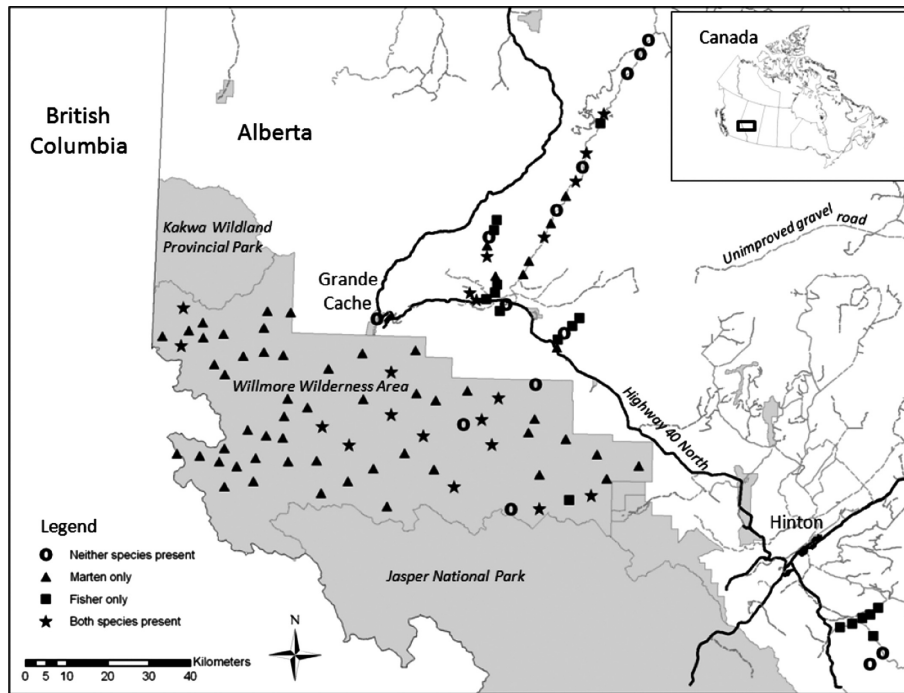 Canada
British
Columbia
Alberta
Kakwa Wildland
Provincial Park
Unimproved gravel road
Grande
Cache
Willmore Wilderness Area
Highway 40 North
Hinton
Jasper National Park
Legend
Neither species present
Marten only
Fisher only
Both species present
N
Kilometers
0 5 10 20 30 40